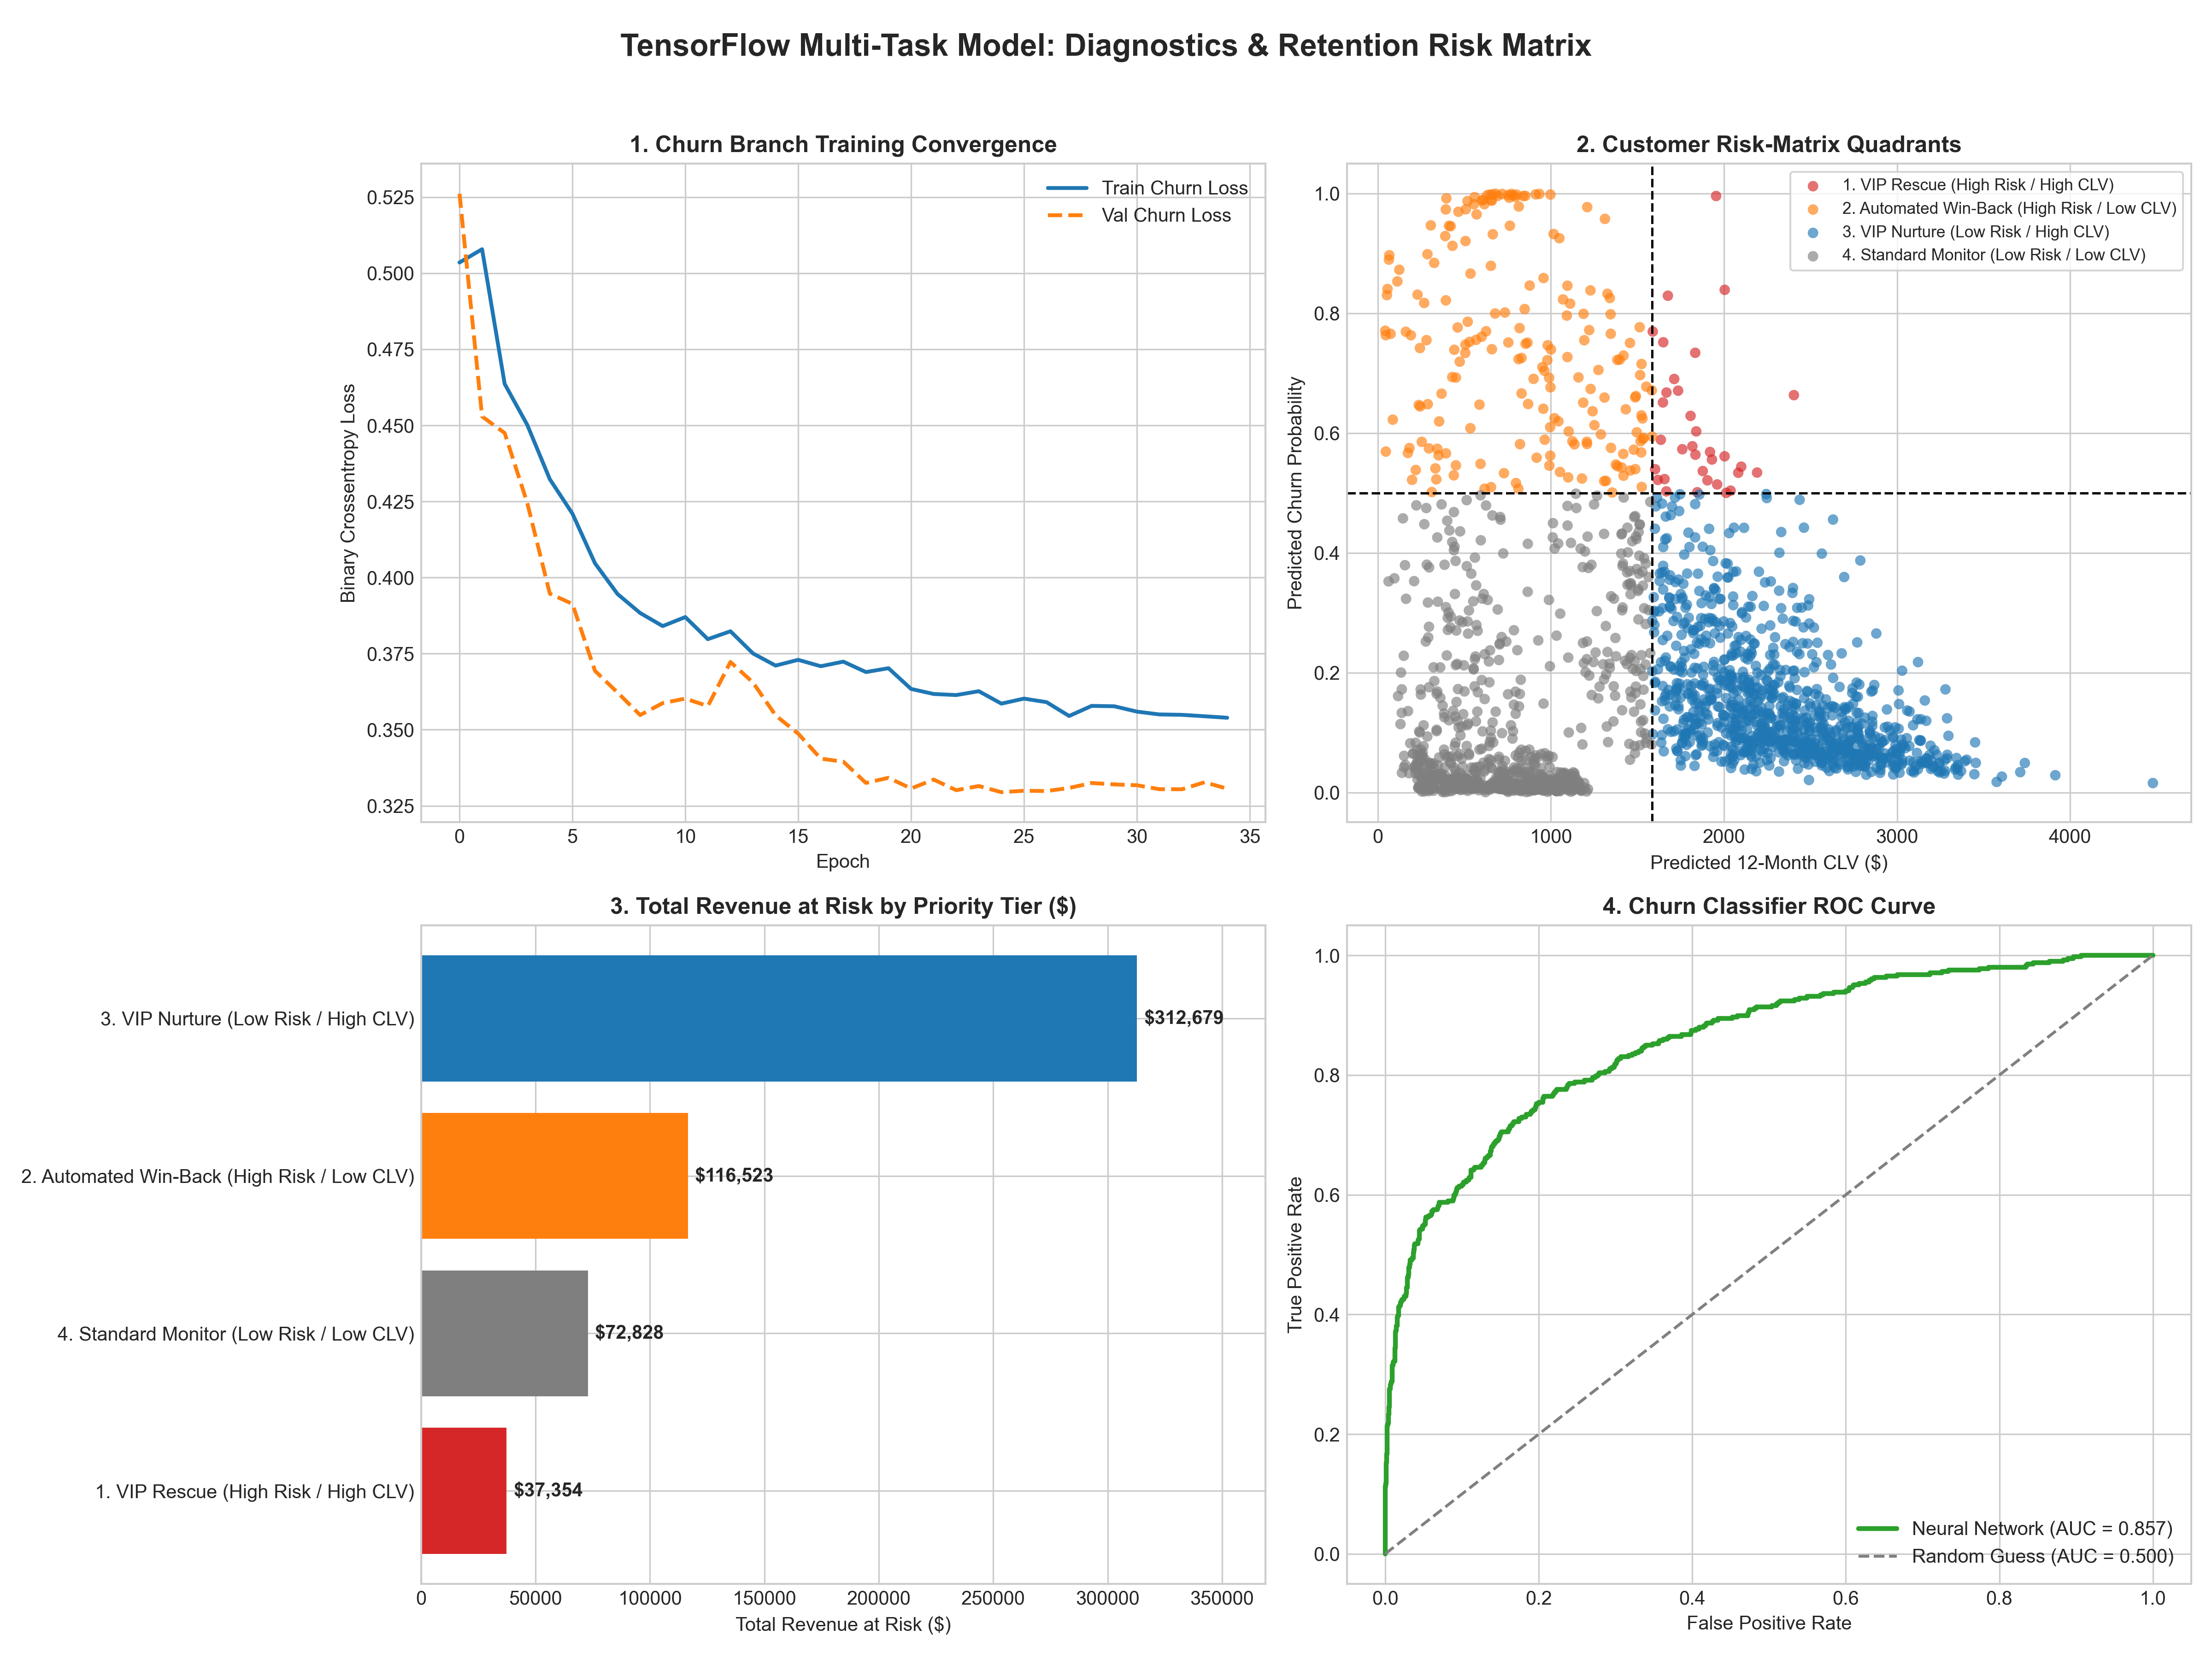 TensorFlow Multi-Task Model: Diagnostics & Retention Risk Matrix
1. Churn Branch Training Convergence
Train Churn Loss
Val Churn Loss
0.525
0.500
0.475
0.450
0.425
0.400
0.375
0.350
0.325
Binary Crossentropy Loss
0 5 10 15 20 25 30 35
Epoch
2. Customer Risk-Matrix Quadrants
1. VIP Rescue (High Risk / High CLV)
2. Automated Win-Back (High Risk / Low CLV)
3. VIP Nurture (Low Risk / High CLV)
4. Standard Monitor (Low Risk / Low CLV)
1.0
0.8
0.6
0.4
0.2
0.0
Predicted Churn Probability
0 1000 2000 3000 4000
Predicted 12-Month CLV ($)
3. Total Revenue at Risk by Priority Tier ($)
3. VIP Nurture (Low Risk / High CLV) $312,679
2. Automated Win-Back (High Risk / Low CLV) $116,523
4. Standard Monitor (Low Risk / Low CLV) $72,828
1. VIP Rescue (High Risk / High CLV) $37,354
0 50000 100000 150000 200000 250000 300000 350000
Total Revenue at Risk ($)
4. Churn Classifier ROC Curve
1.0
0.8
0.6
0.4
0.2
0.0
True Positive Rate
Neural Network (AUC = 0.857)
Random Guess (AUC = 0.500)
0.0 0.2 0.4 0.6 0.8 1.0
False Positive Rate